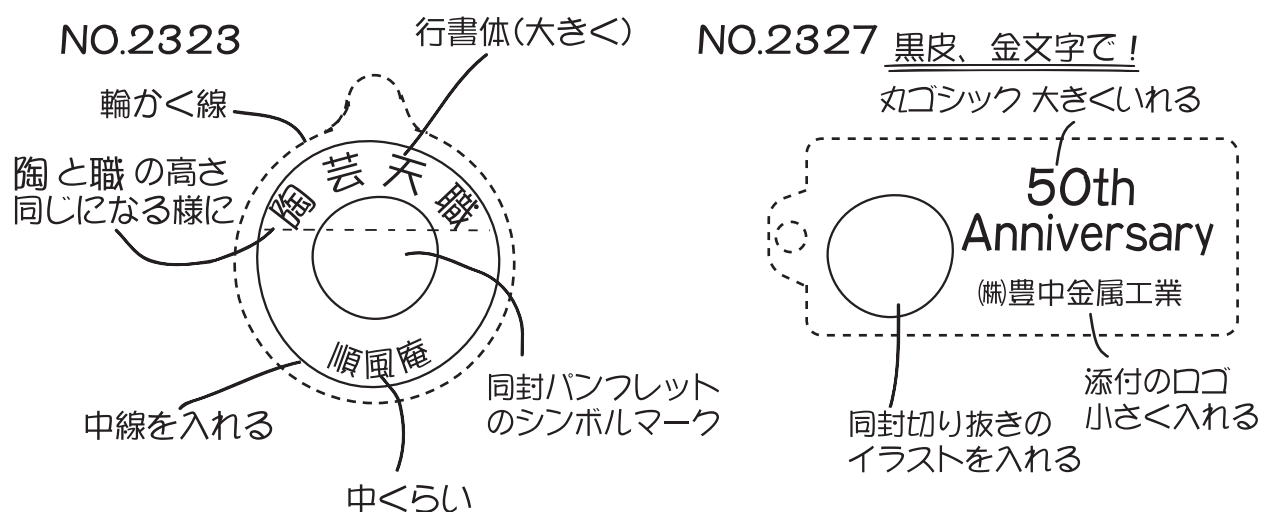 NO.2323
行書体(大きく)
輪かく線
陶と職の高さ
同じになる様に
陶芸天職
順風庵
中線を入れる
中くらい
同封パンフレット
のシンボルマーク
NO.2327
黒皮、金文字で!
丸ゴシック 大きくいれる
50th
Anniversary
㈱豊中金属工業
添付のロゴ
小さく入れる
同封切り抜きの
イラストを入れる